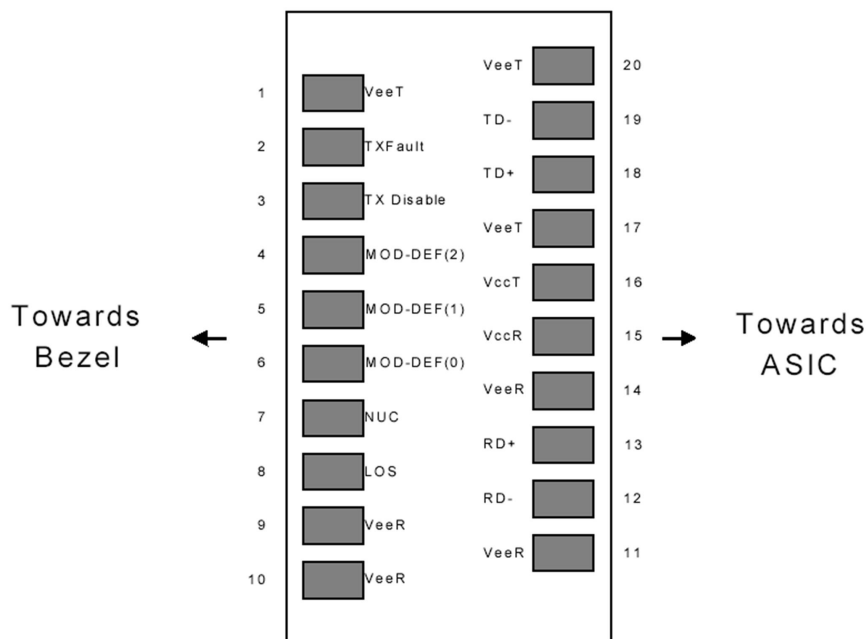 VeeT 20
1 VeeT
TD- 19
2 TXFault
TD+ 18
3 TX Disable
VeeT 17
4 MOD-DEF(2)
VccT 16
5 MOD-DEF(1)
Towards
Bezel
VccR 15
Towards
ASIC
6 MOD-DEF(0)
VeeR 14
7 NUC
RD+ 13
8 LOS
RD- 12
9 VeeR
VeeR 11
10 VeeR